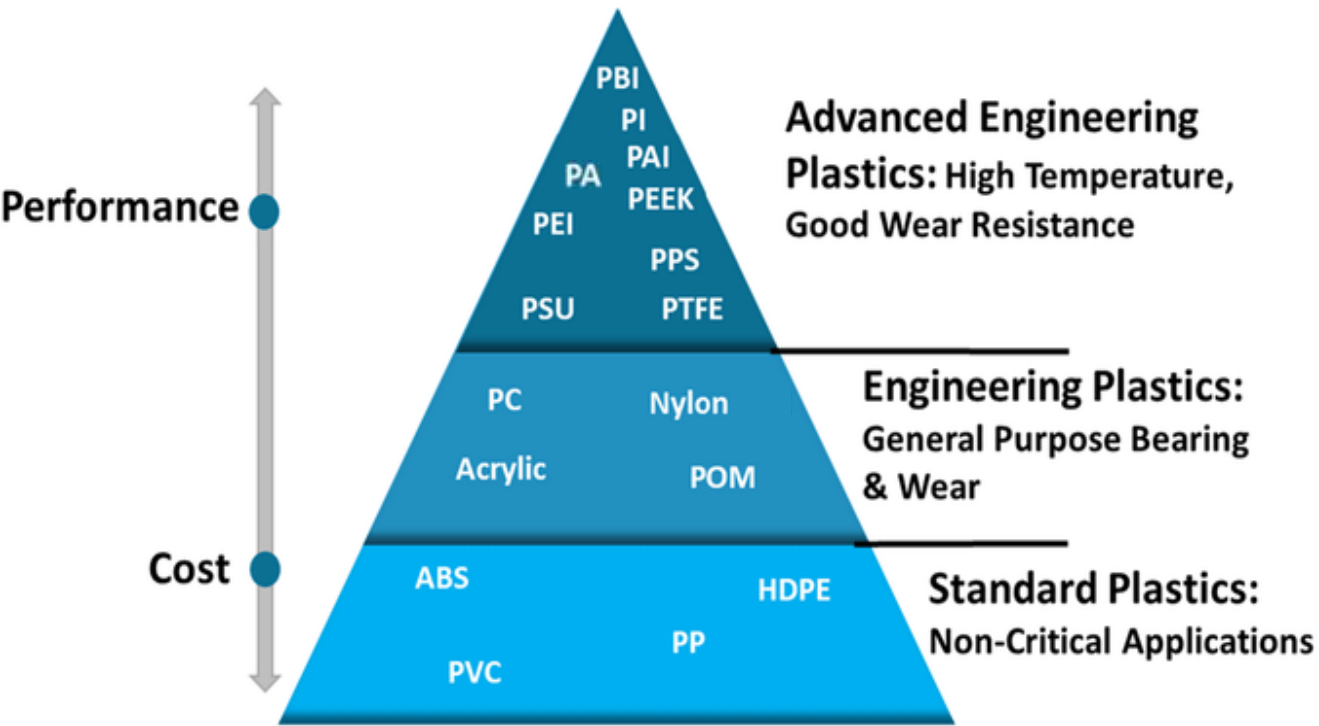 PBI
PI
PAI
PA
PEEK
PEI
PPS
PSU
PTFE
Advanced Engineering
Plastics: High Temperature,
Good Wear Resistance
Performance
PC
Nylon
Acrylic
POM
Engineering Plastics:
General Purpose Bearing
& Wear
Cost
ABS
HDPE
PP
PVC
Standard Plastics:
Non-Critical Applications